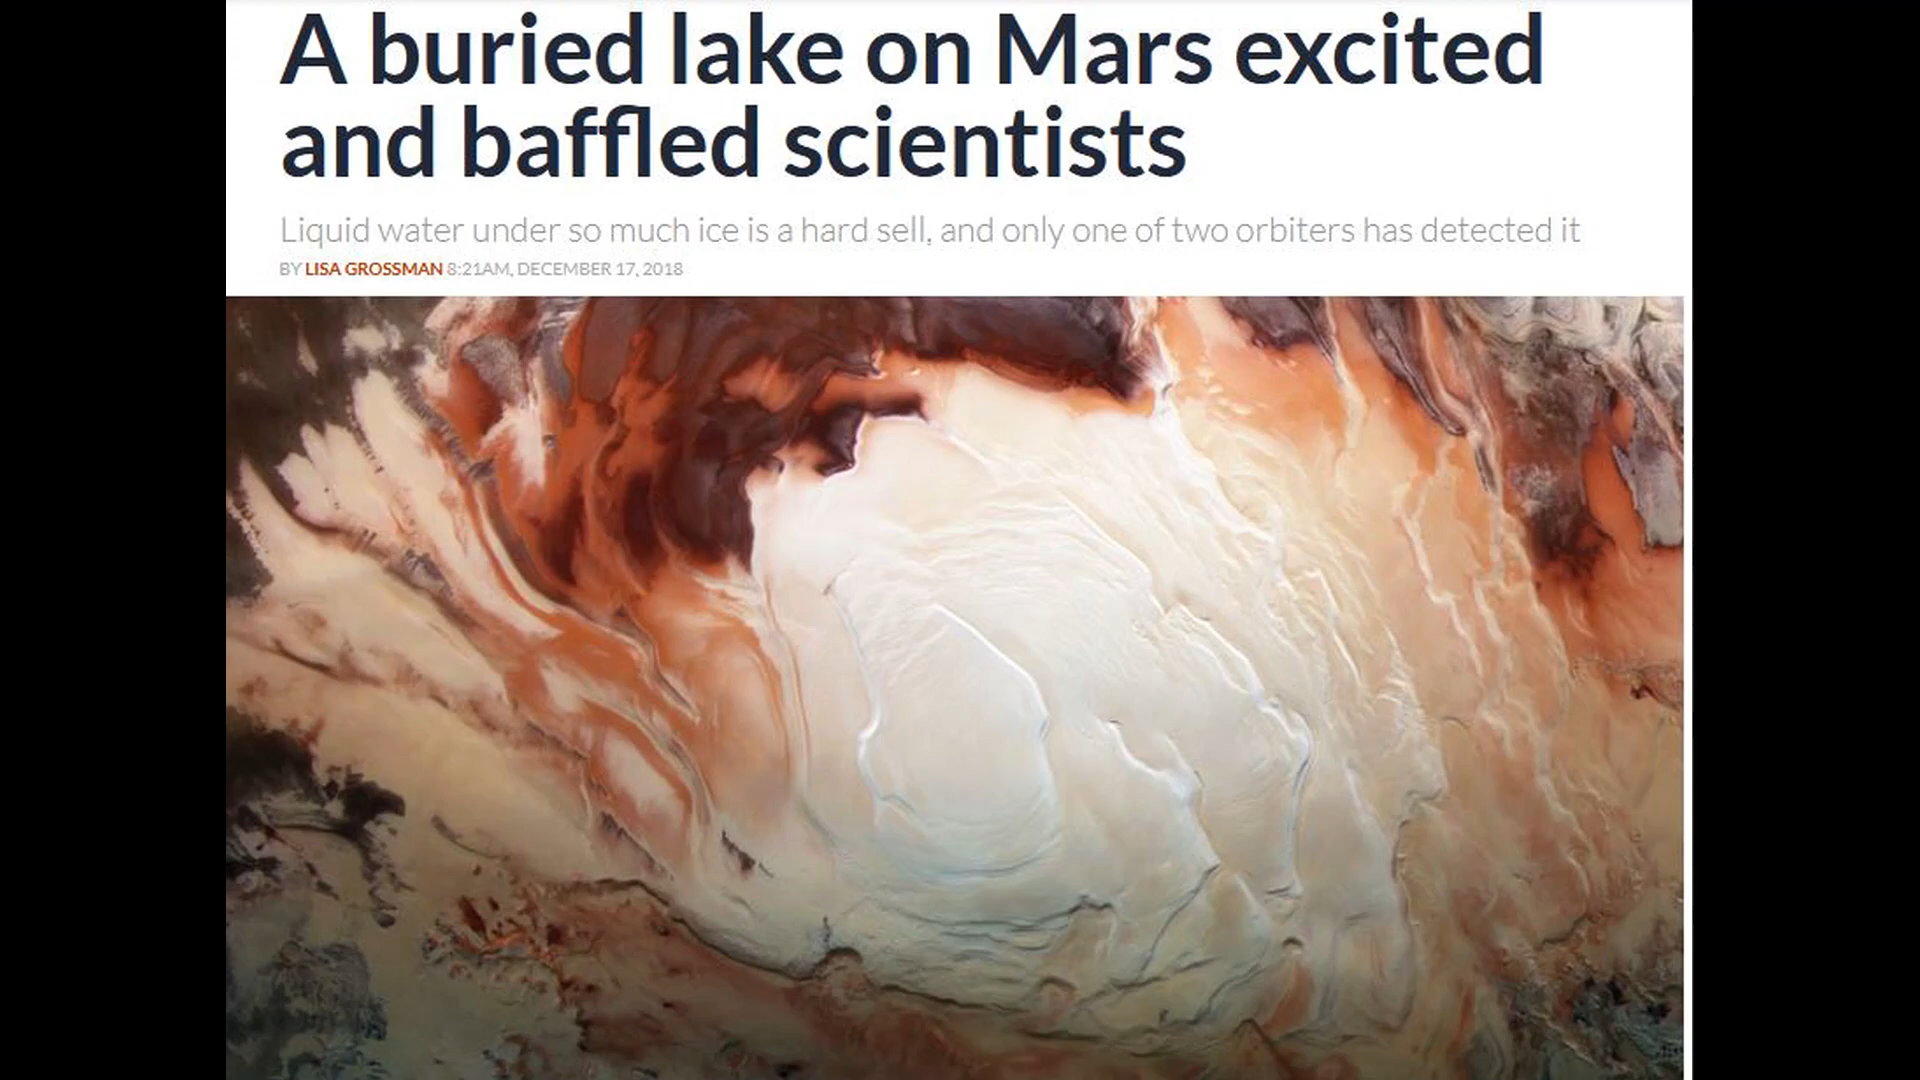 A buried lake on Mars excited
and baffled scientists
Liquid water under so much ice is a hard sell, and only one of two orbiters has detected it
BY LISA GROSSMAN 8:21AM, DECEMBER 17, 2018